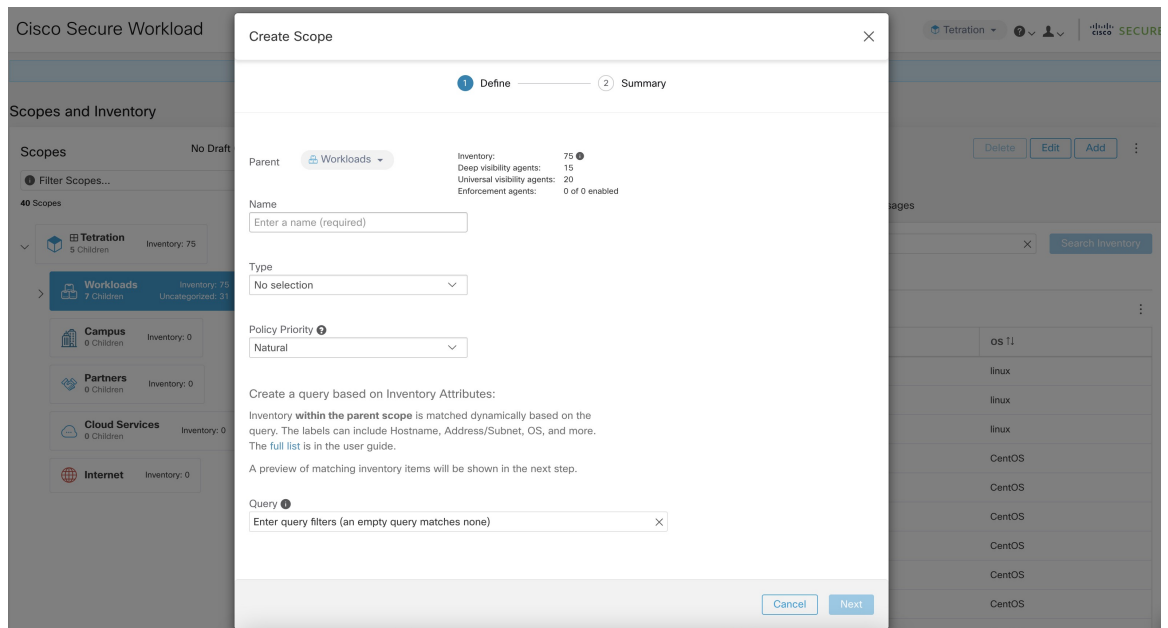 Cisco Secure Workload
Tetration
cisco SECURE
Scopes and Inventory
Scopes
No Draft
Filter Scopes...
40 Scopes
Tetration
5 Children
Inventory: 75
Workloads
7 Children
Inventory: 75
Uncategorized: 31
Campus
0 Children
Inventory: 0
Partners
0 Children
Inventory: 0
Cloud Services
0 Children
Inventory: 0
Internet
Inventory: 0
Create Scope
1 Define
2 Summary
Parent
Workloads
Inventory: 75
Deep visibility agents: 15
Universal visibility agents: 20
Enforcement agents: 0 of 0 enabled
Name
Enter a name (required)
Type
No selection
Policy Priority
Natural
Create a query based on Inventory Attributes:
Inventory within the parent scope is matched dynamically based on the
query. The labels can include Hostname, Address/Subnet, OS, and more.
The full list is in the user guide.
A preview of matching inventory items will be shown in the next step.
Query
Enter query filters (an empty query matches none)
Cancel
Next
Delete
Edit
Add
sages
Search Inventory
OS
linux
linux
linux
CentOS
CentOS
CentOS
CentOS
CentOS
CentOS